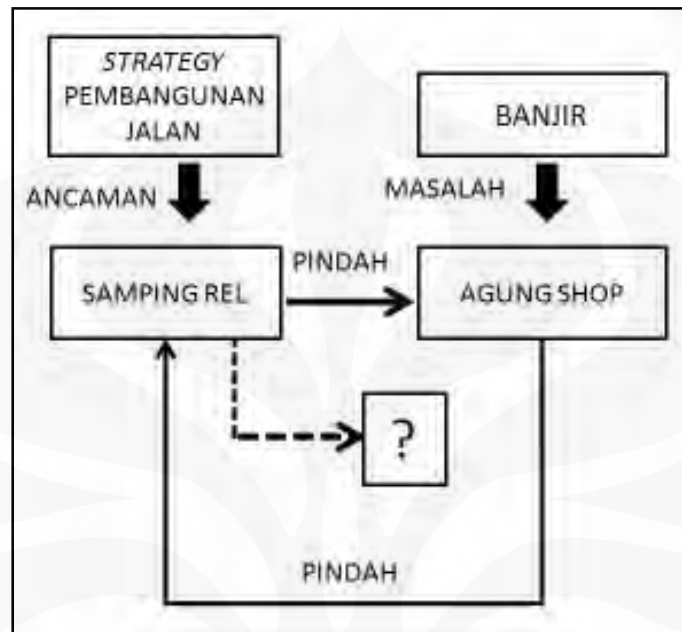 STRATEGY
PEMBANGUNAN
JALAN
BANJIR
ANCAMAN
MASALAH
SAMPING REL
PINDAH
AGUNG SHOP
?
PINDAH